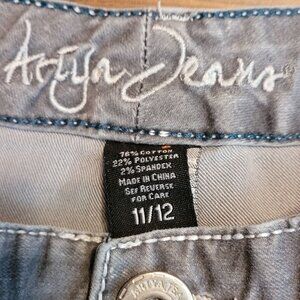 Ariya Jeans
76% COTTON
22% POLYESTER
2% SPANDEX
MADE IN CHINA
SEE REVERSE
FOR CARE
11/12